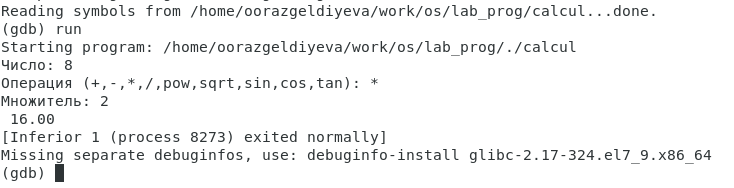 Reading symbols from /home/oorazgeldiyeva/work/os/lab_prog/calcul...done.
(gdb) run
Starting program: /home/oorazgeldiyeva/work/os/lab_prog/./calcul
Число: 8
Операция (+,-,*,/,pow,sqrt,sin,cos,tan): *
Множитель: 2
 16.00
[Inferior 1 (process 8273) exited normally]
Missing separate debuginfos, use: debuginfo-install glibc-2.17-324.el7_9.x86_64
(gdb)